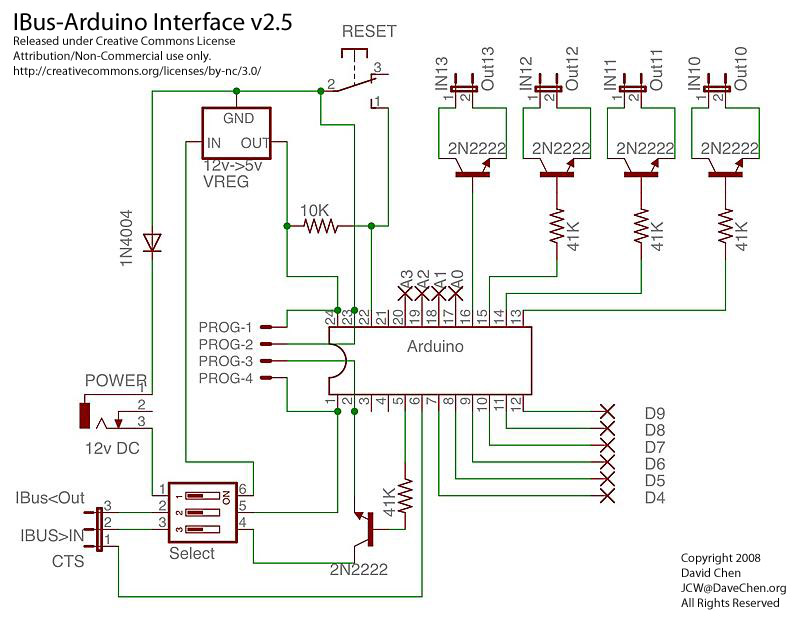 IBus-Arduino Interface v2.5
Released under Creative Commons License
Attribution/Non-Commercial use only.
http://creativecommons.org/licenses/by-nc/3.0/
RESET
2
3
1
GND
IN
OUT
12v->5v
VREG
10K
1N4004
IN13
Out13
1
2
2N2222
IN12
Out12
1
2
2N2222
41K
IN11
Out11
1
2
2N2222
41K
IN10
Out10
1
2
2N2222
41K
A3
A2
A1
A0
24
23
22
21
20
19
18
17
16
15
14
13
Arduino
1
2
3
4
5
6
7
8
9
10
11
12
PROG-1
PROG-2
PROG-3
PROG-4
D9
D8
D7
D6
D5
D4
POWER
1
2
3
12v DC
IBus<Out
IBUS>IN
CTS
3
2
1
1
2
3
1
2
3
ON
6
5
4
Select
41K
2N2222
Copyright 2008
David Chen
JCW@DaveChen.org
All Rights Reserved